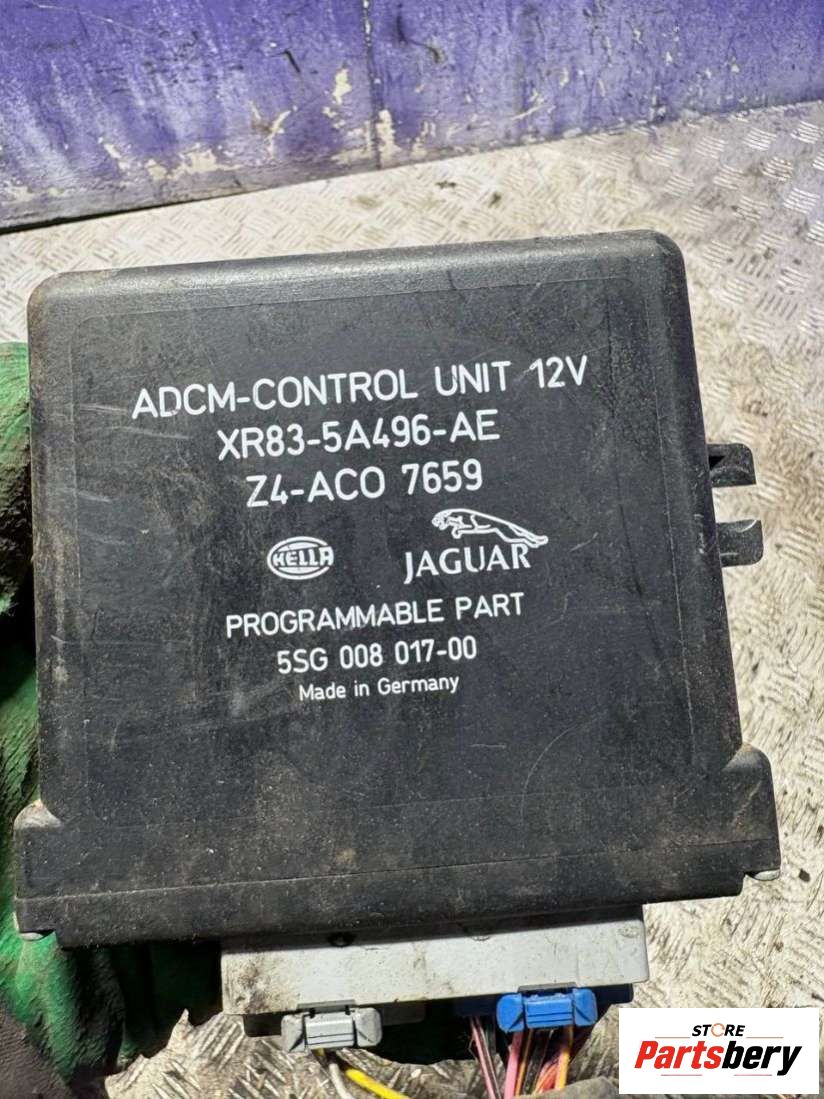 ADCM-CONTROL UNIT 12V
XR83-5A496-AE
Z4-ACO 7659
HELLA
JAGUAR
PROGRAMMABLE PART
5SG 008 017-00
Made in Germany
STORE
Partsbery